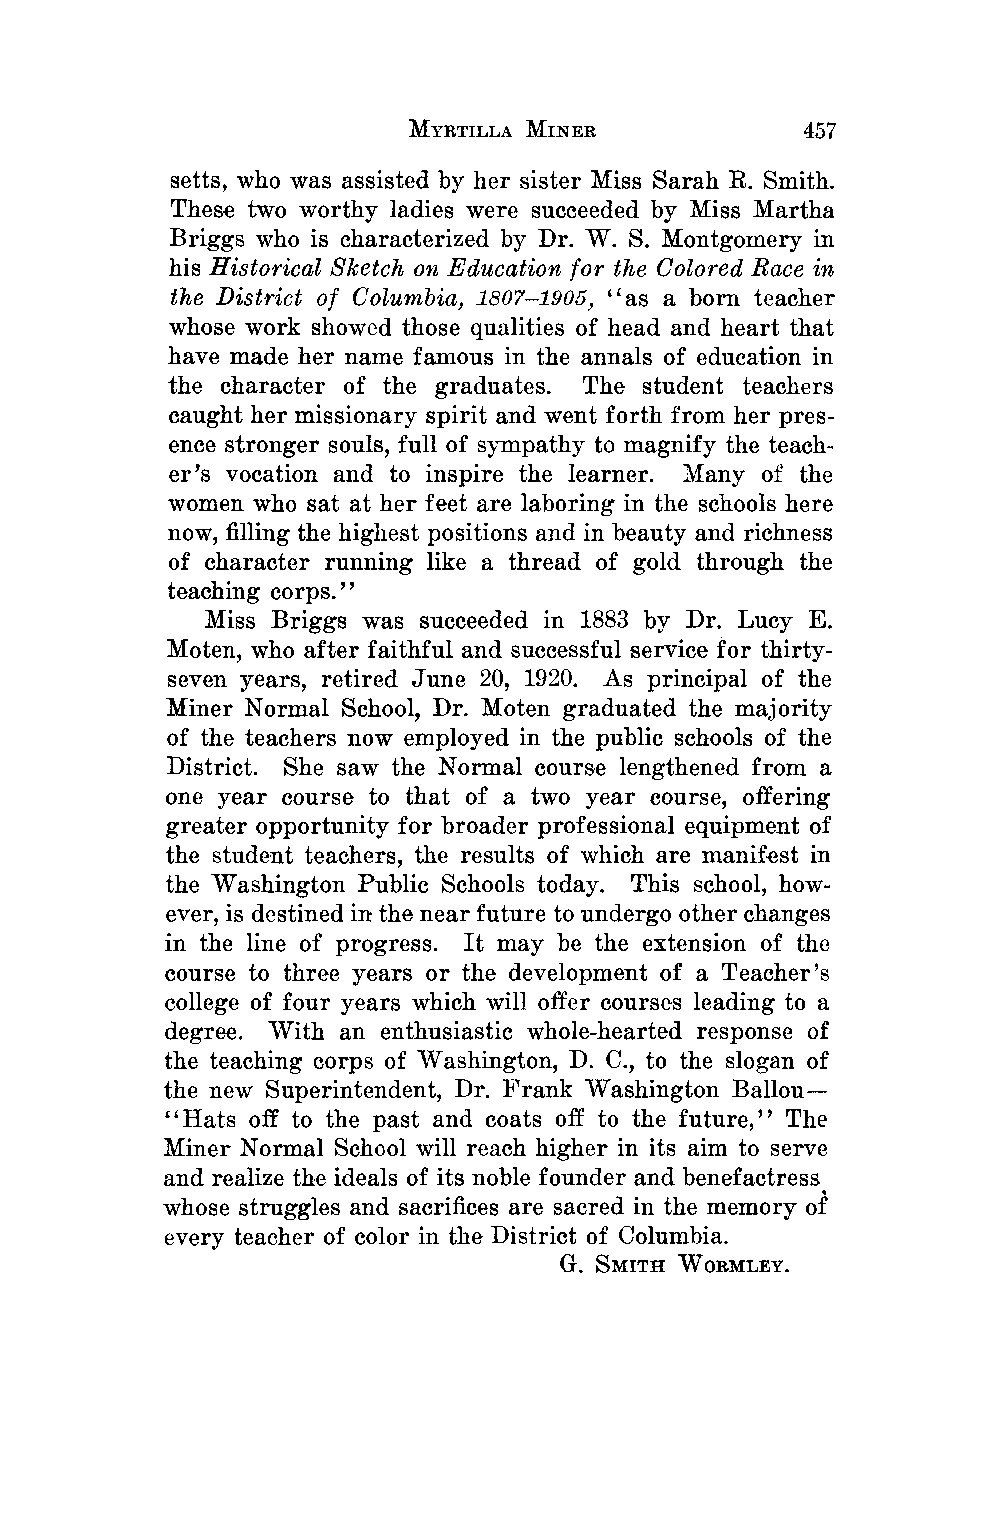 MYRTILLA MINER 457
setts, who was assisted by her sister Miss Sarah R. Smith.
These two worthy ladies were succeeded by Miss Martha
Briggs who is characterized by Dr. W. S. Montgomery in
his Historical Sketch on Education for the Colored Race in
the District of Columbia, 1807–1905, “as a born teacher
whose work showed those qualities of head and heart that
have made her name famous in the annals of education in
the character of the graduates. The student teachers
caught her missionary spirit and went forth from her pres-
ence stronger souls, full of sympathy to magnify the teach-
er’s vocation and to inspire the learner. Many of the
women who sat at her feet are laboring in the schools here
now, filling the highest positions and in beauty and richness
of character running like a thread of gold through the
teaching corps.”
Miss Briggs was succeeded in 1883 by Dr. Lucy E.
Moten, who after faithful and successful service for thirty-
seven years, retired June 20, 1920. As principal of the
Miner Normal School, Dr. Moten graduated the majority
of the teachers now employed in the public schools of the
District. She saw the Normal course lengthened from a
one year course to that of a two year course, offering
greater opportunity for broader professional equipment of
the student teachers, the results of which are manifest in
the Washington Public Schools today. This school, how-
ever, is destined in the near future to undergo other changes
in the line of progress. It may be the extension of the
course to three years or the development of a Teacher’s
college of four years which will offer courses leading to a
degree. With an enthusiastic whole-hearted response of
the teaching corps of Washington, D. C., to the slogan of
the new Superintendent, Dr. Frank Washington Ballou—
“Hats off to the past and coats off to the future,” The
Miner Normal School will reach higher in its aim to serve
and realize the ideals of its noble founder and benefactress,
whose struggles and sacrifices are sacred in the memory of
every teacher of color in the District of Columbia.
G. SMITH WORMLEY.